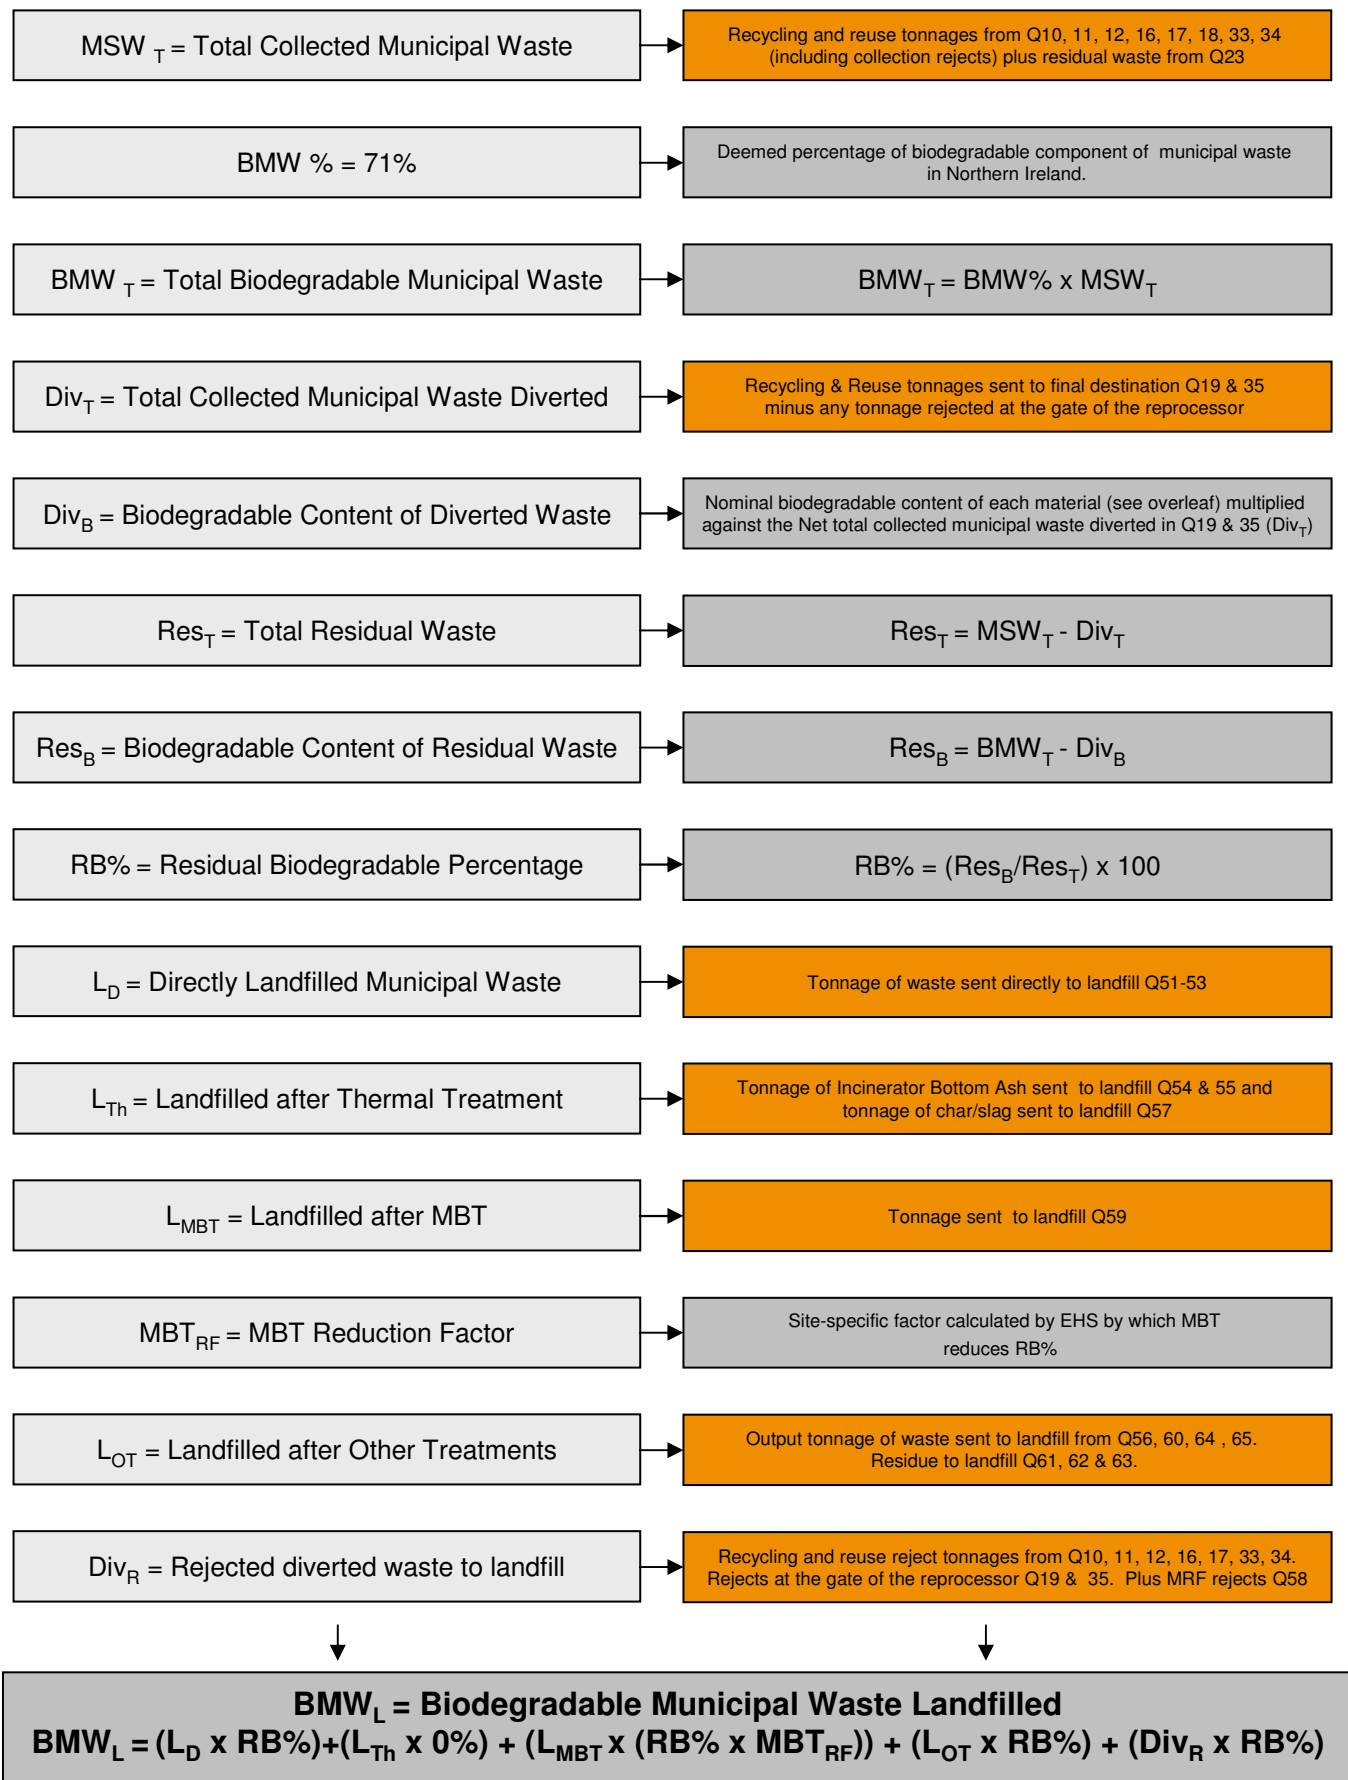 MSW T = Total Collected Municipal Waste
Recycling and reuse tonnages from Q10, 11, 12, 16, 17, 18, 33, 34
(including collection rejects) plus residual waste from Q23
BMW % = 71%
Deemed percentage of biodegradable component of municipal waste
in Northern Ireland.
BMW T = Total Biodegradable Municipal Waste
BMWT = BMW% x MSWT
DivT = Total Collected Municipal Waste Diverted
Recycling & Reuse tonnages sent to final destination Q19 & 35
minus any tonnage rejected at the gate of the reprocessor
DivB = Biodegradable Content of Diverted Waste
Nominal biodegradable content of each material (see overleaf) multiplied
against the Net total collected municipal waste diverted in Q19 & 35 (DivT)
ResT = Total Residual Waste
ResT = MSWT - DivT
ResB = Biodegradable Content of Residual Waste
ResB = BMWT - DivB
RB% = Residual Biodegradable Percentage
RB% = (ResB/ResT) x 100
LD = Directly Landfilled Municipal Waste
Tonnage of waste sent directly to landfill Q51-53
LTh = Landfilled after Thermal Treatment
Tonnage of Incinerator Bottom Ash sent to landfill Q54 & 55 and
tonnage of char/slag sent to landfill Q57
LMBT = Landfilled after MBT
Tonnage sent to landfill Q59
MBTRF = MBT Reduction Factor
Site-specific factor calculated by EHS by which MBT
reduces RB%
LOT = Landfilled after Other Treatments
Output tonnage of waste sent to landfill from Q56, 60, 64 , 65.
Residue to landfill Q61, 62 & 63.
DivR = Rejected diverted waste to landfill
Recycling and reuse reject tonnages from Q10, 11, 12, 16, 17, 33, 34.
Rejects at the gate of the reprocessor Q19 & 35. Plus MRF rejects Q58
BMWL = Biodegradable Municipal Waste Landfilled
BMWL = (LD x RB%)+(LTh x 0%) + (LMBT x (RB% x MBTRF)) + (LOT x RB%) + (DivR x RB%)